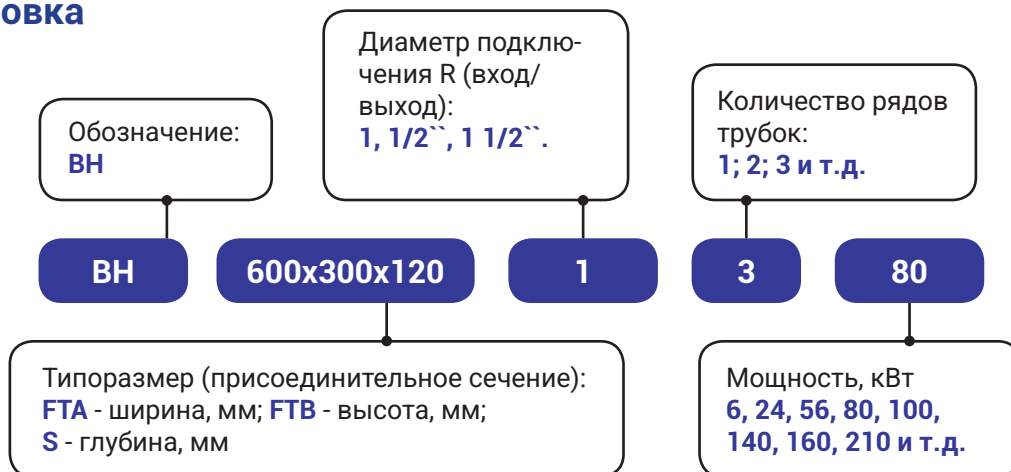 овка
Диаметр подклю-
чения R (вход/
выход):
1, 1/2``, 1 1/2``.
Обозначение:
ВН
Количество рядов
трубок:
1; 2; 3 и т.д.
ВН 600x300x120 1 3 80
Типоразмер (присоединительное сечение):
FTA - ширина, мм; FTB - высота, мм;
S - глубина, мм
Мощность, кВт
6, 24, 56, 80, 100,
140, 160, 210 и т.д.